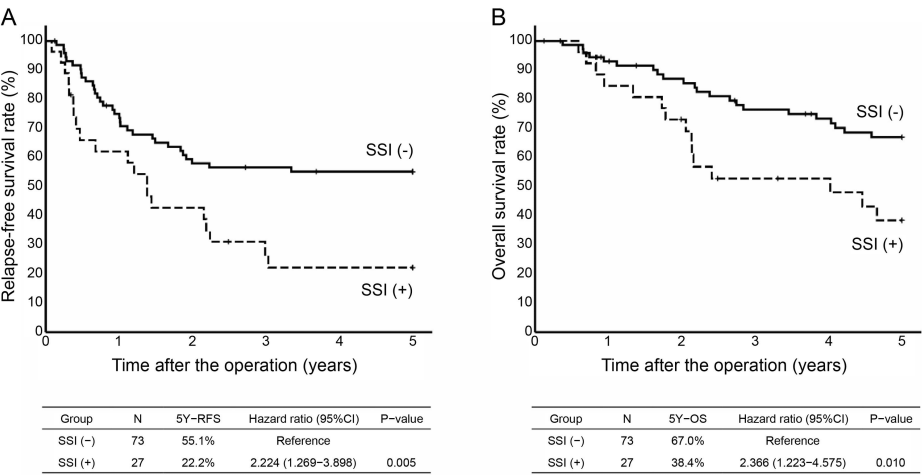 A
Relapse-free survival rate (%)
100
90
80
70
60
50
40
30
20
10
0
SSI (-)
SSI (+)
0 1 2 3 4 5
Time after the operation (years)
Group N 5Y−RFS Hazard ratio (95%CI) P−value
SSI (−) 73 55.1% Reference
SSI (+) 27 22.2% 2.224 (1.269−3.898) 0.005
B
Overall survival rate (%)
100
90
80
70
60
50
40
30
20
10
0
SSI (-)
SSI (+)
0 1 2 3 4 5
Time after the operation (years)
Group N 5Y−OS Hazard ratio (95%CI) P−value
SSI (−) 73 67.0% Reference
SSI (+) 27 38.4% 2.366 (1.223−4.575) 0.010